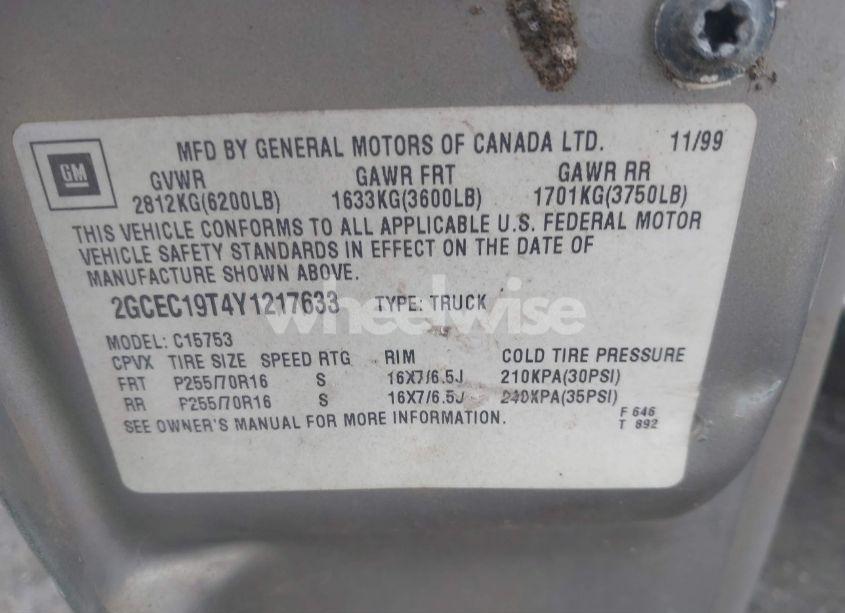 MFD BY GENERAL MOTORS OF CANADA LTD. 11/99
GM
GVWR GAWR FRT GAWR RR
2812KG(6200LB) 1633KG(3600LB) 1701KG(3750LB)
THIS VEHICLE CONFORMS TO ALL APPLICABLE U.S. FEDERAL MOTOR
VEHICLE SAFETY STANDARDS IN EFFECT ON THE DATE OF
MANUFACTURE SHOWN ABOVE.
2GCEC19T4Y1217633 TYPE: TRUCK
wheelwise
MODEL: C15753
CPVX TIRE SIZE SPEED RTG RIM COLD TIRE PRESSURE
FRT P255/70R16 S 16X7/6.5J 210KPA(30PSI)
RR P255/70R16 S 16X7/6.5J 240KPA(35PSI)
SEE OWNER'S MANUAL FOR MORE INFORMATION.
F 646
T 892